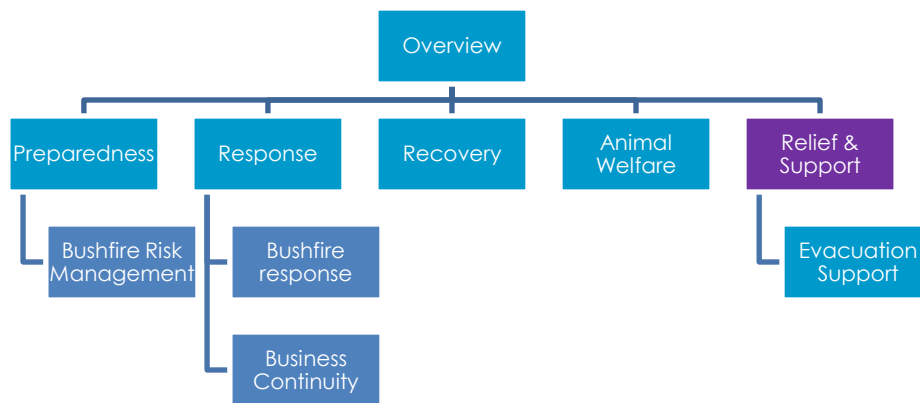 Overview
Preparedness
Response
Recovery
Animal
Welfare
Relief &
Support
Bushfire Risk
Management
Bushfire
response
Evacuation
Support
Business
Continuity